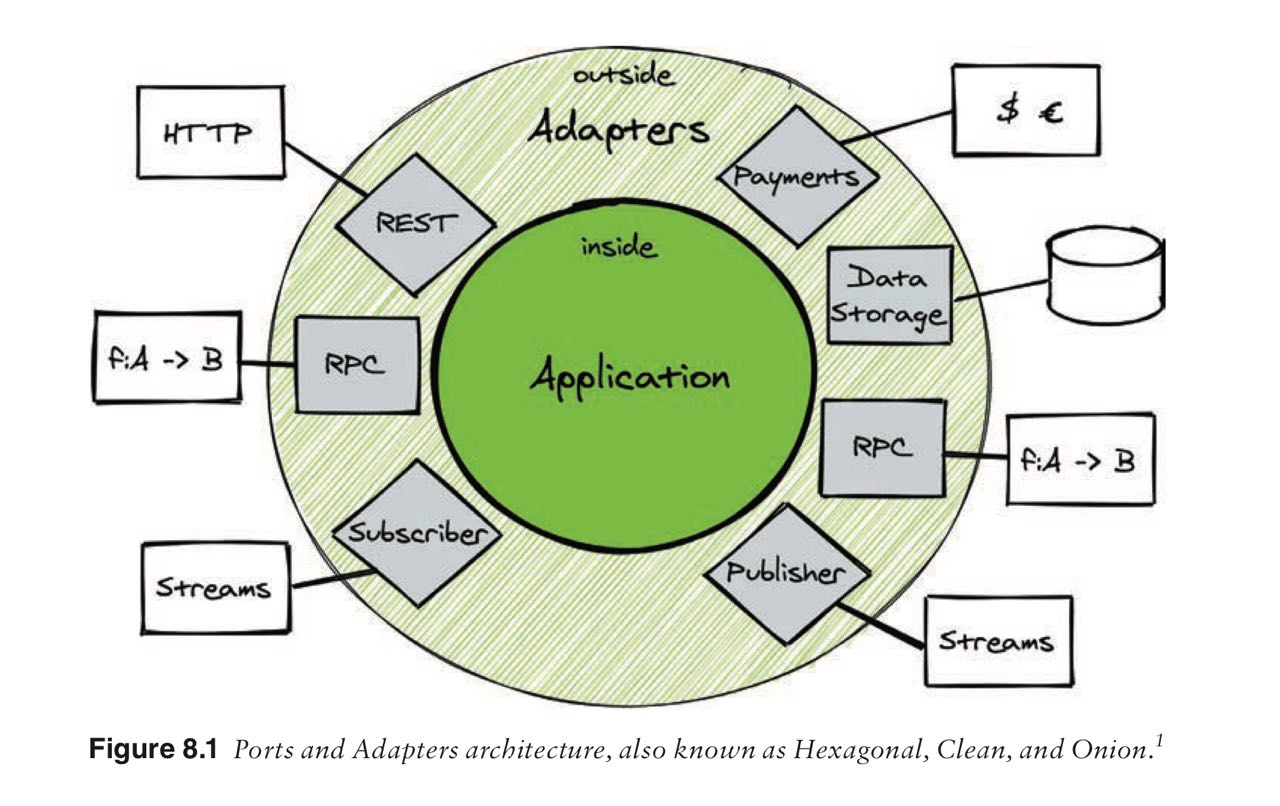 outside
Adapters
HTTP
$ €
Payments
REST
inside
Data
Storage
f:A -> B
RPC
Application
RPC
f:A -> B
Subscriber
Publisher
Streams
Streams
Figure 8.1 Ports and Adapters architecture, also known as Hexagonal, Clean, and Onion.1